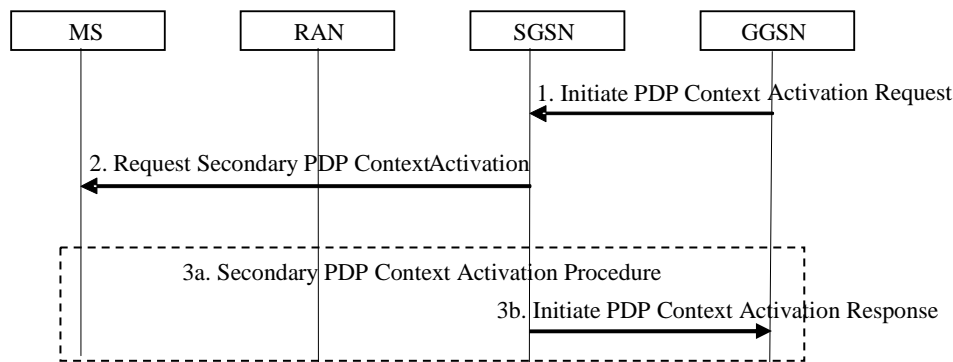 MS
RAN
SGSN
GGSN
1. Initiate PDP Context Activation Request
2. Request Secondary PDP ContextActivation
3a. Secondary PDP Context Activation Procedure
3b. Initiate PDP Context Activation Response